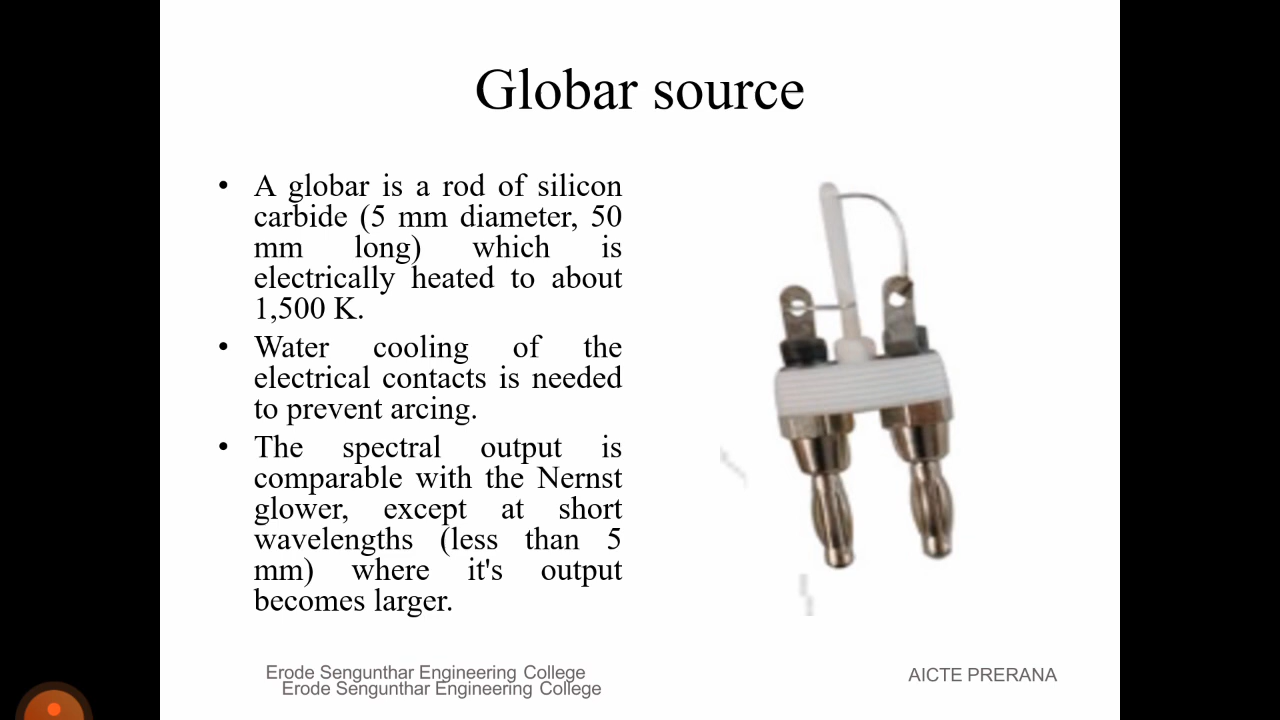 Globar source
• A globar is a rod of silicon
carbide (5 mm diameter, 50
mm long) which is
electrically heated to about
1,500 K.
• Water cooling of the
electrical contacts is needed
to prevent arcing.
• The spectral output is
comparable with the Nernst
glower, except at short
wavelengths (less than 5
mm) where it's output
becomes larger.
Erode Sengunthar Engineering College
Erode Sengunthar Engineering College
AICTE PRERANA